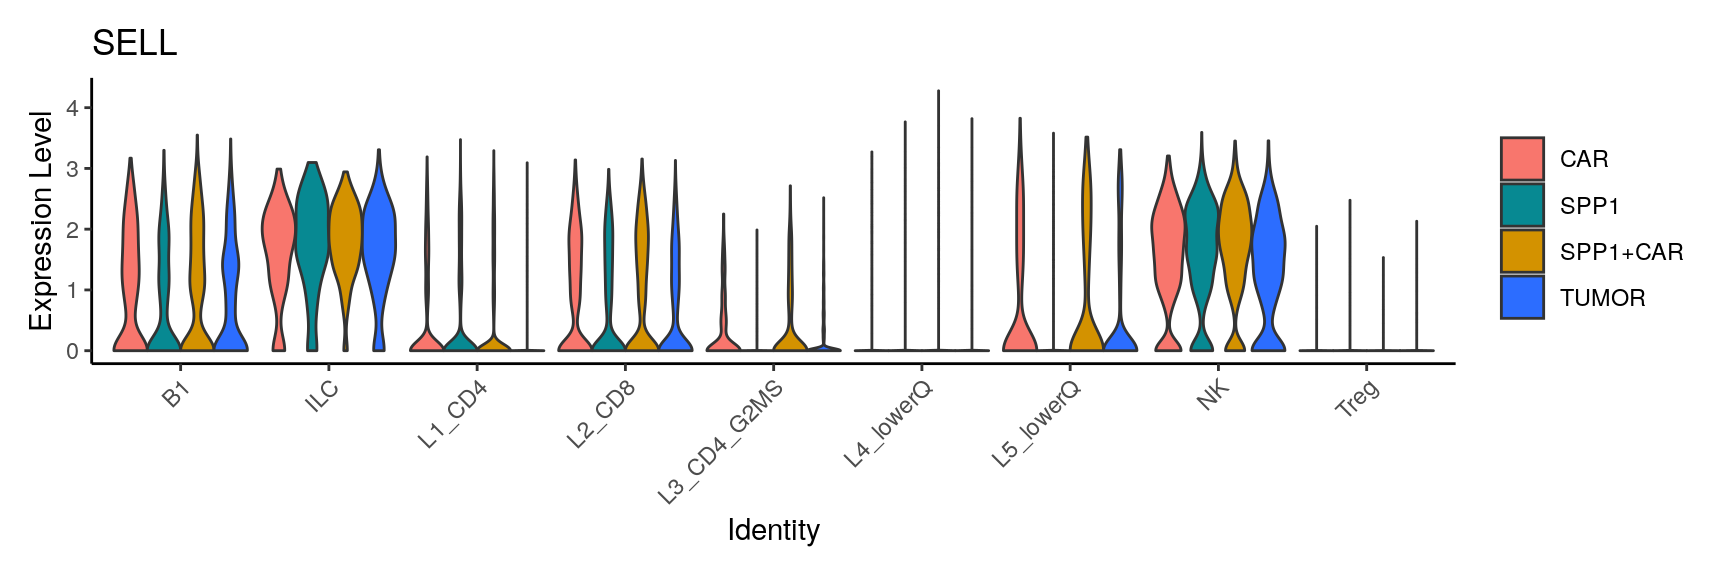 SELL
Expression Level
4
3
2
1
0
B1
ILC
L1_CD4
L2_CD8
L3_CD4_G2MS
L4_lowerQ
L5_lowerQ
NK
Treg
Identity
CAR
SPP1
SPP1+CAR
TUMOR